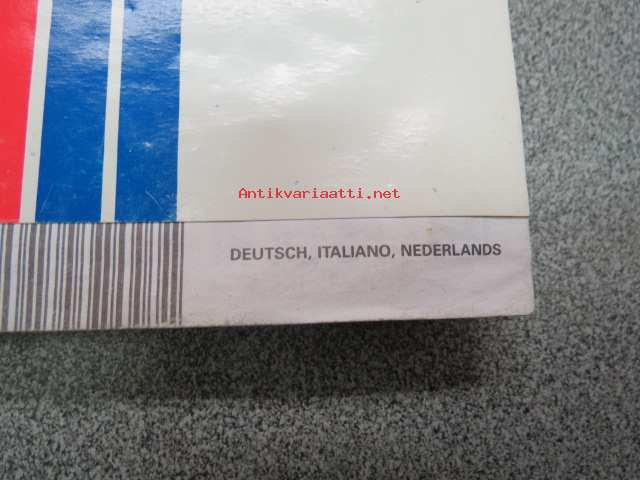 Antikvariaatti.net
DEUTSCH, ITALIANO, NEDERLANDS